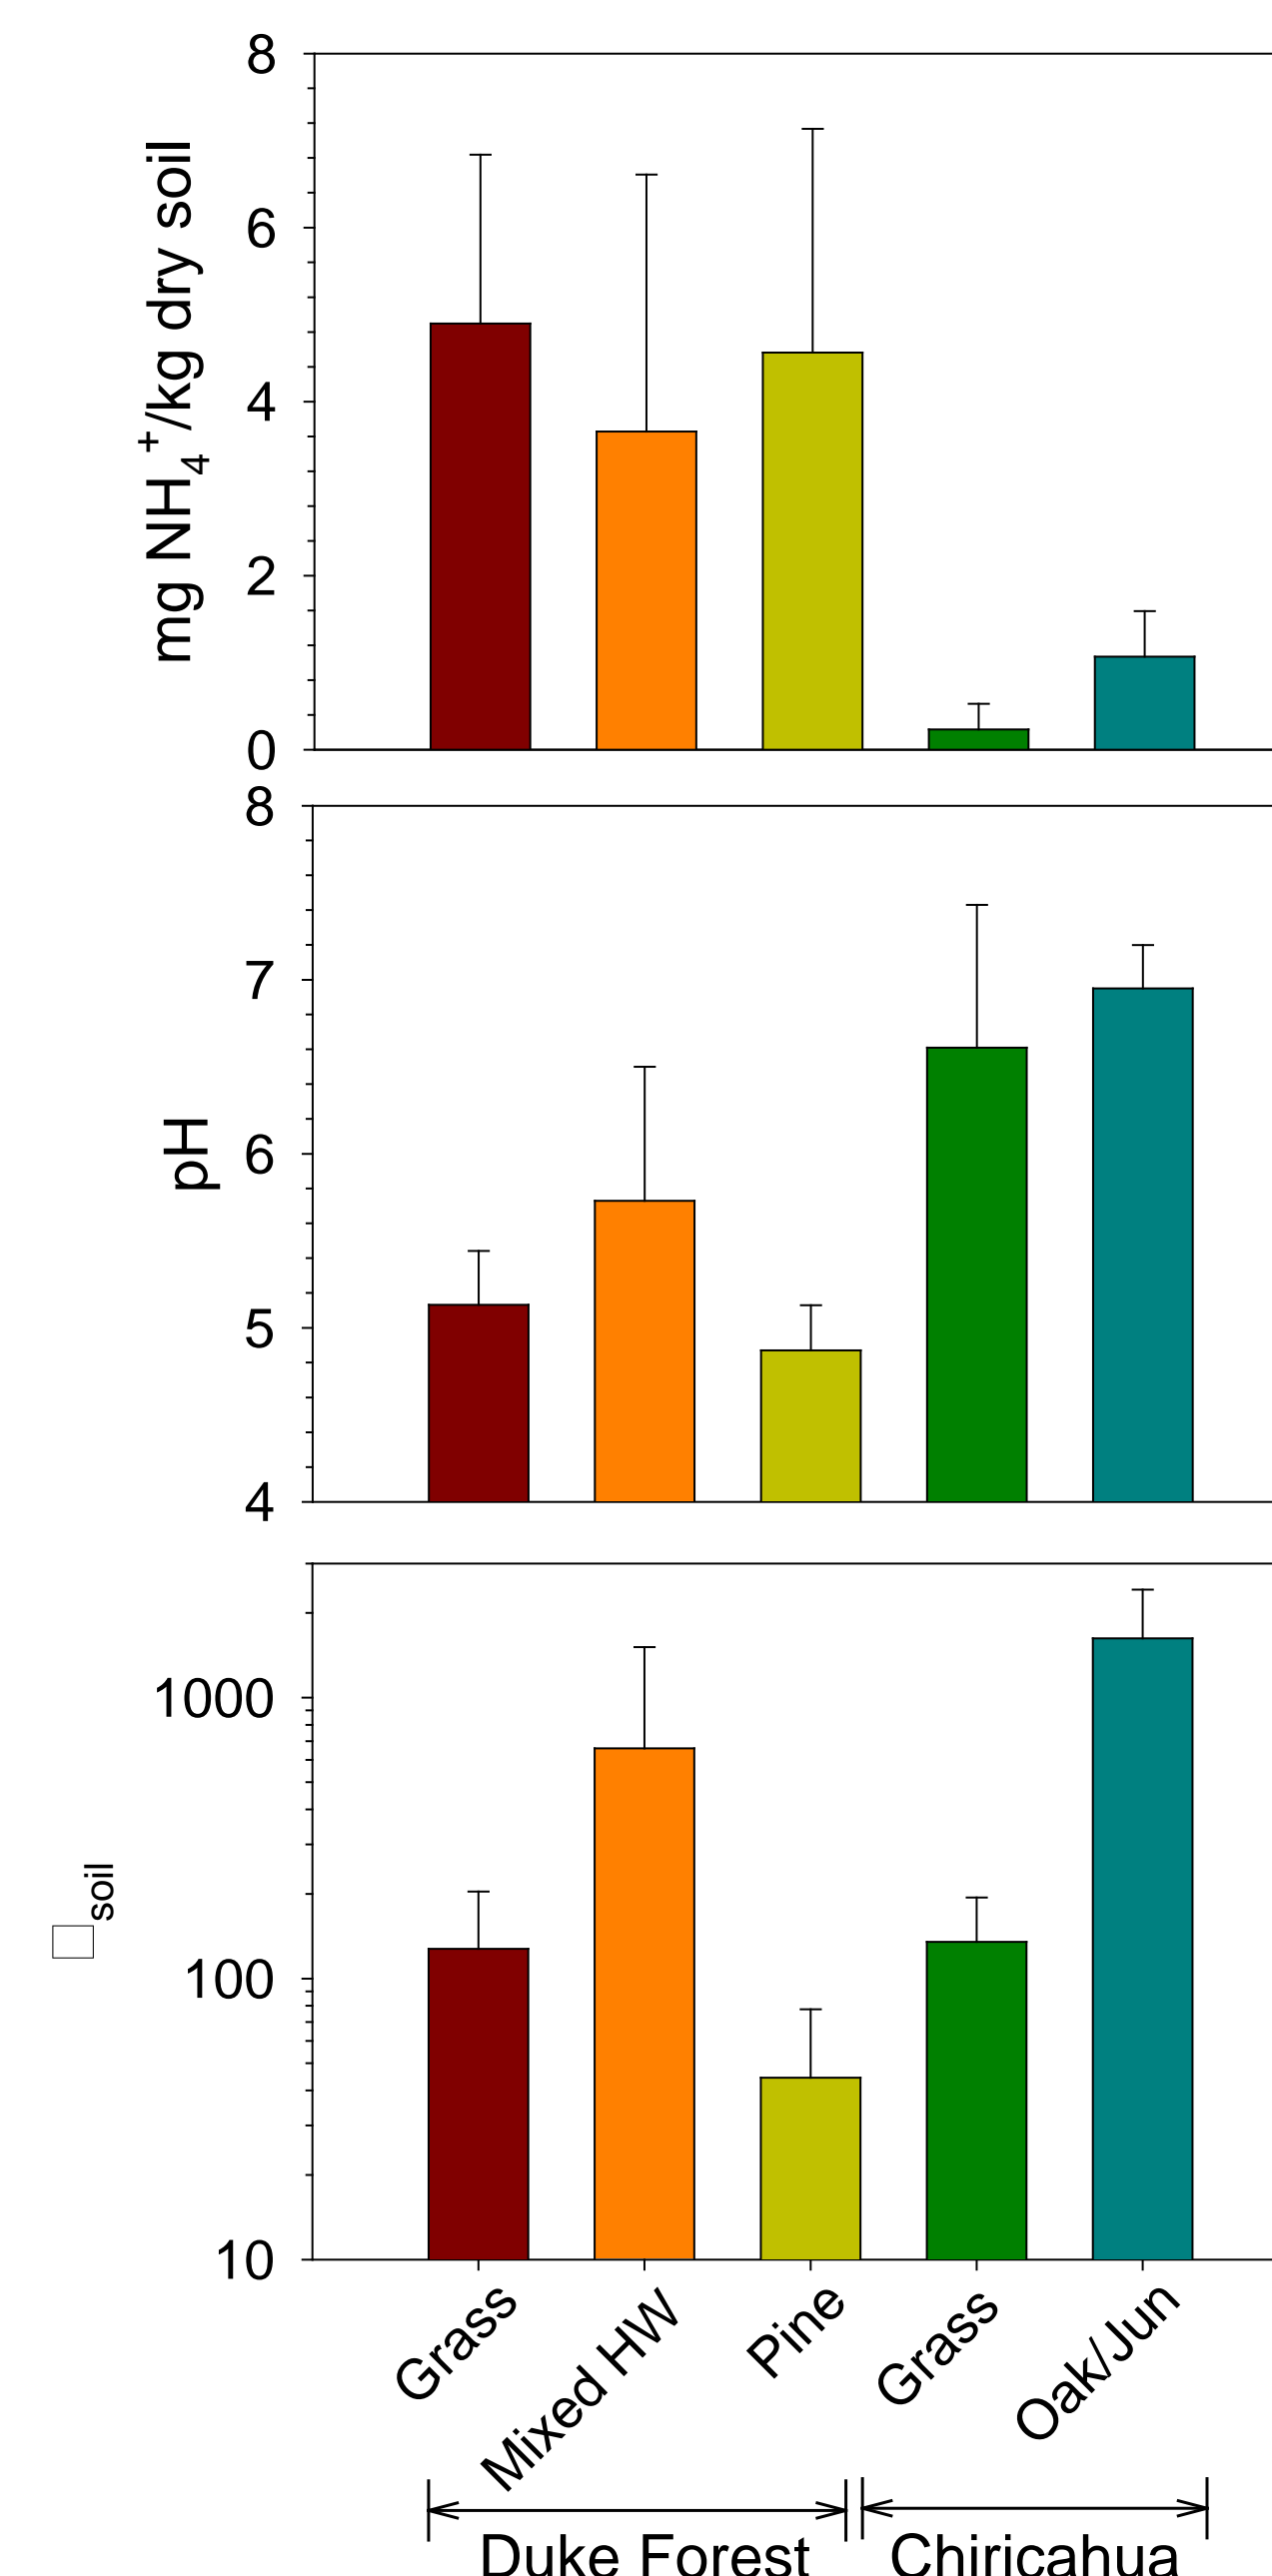 mg NH₄⁺/kg dry soil
8
6
4
2
0
pH
8
7
6
5
4
□soil
1000
100
10
Grass
Mixed HW
Pine
Grass
Oak/Jun
Duke Forest
Chiricahua